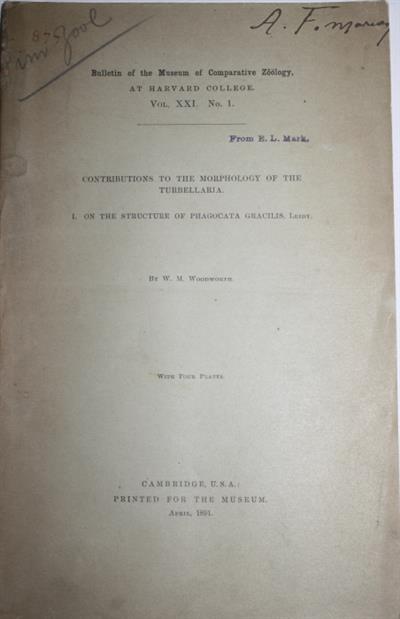 A. F. 
Zool
Bulletin of the Museum of Comparative Zoölogy,
AT HARVARD COLLEGE.
VOL. XXI. NO. 1.
From E. L. Mark.
CONTRIBUTIONS TO THE MORPHOLOGY OF THE
TURBELLARIA.
I. ON THE STRUCTURE OF PHAGOCATA GRACILIS, LEIDY.
BY W. M. WOODWORTH.
WITH FOUR PLATES.
CAMBRIDGE, U.S.A.:
PRINTED FOR THE MUSEUM.
APRIL, 1891.